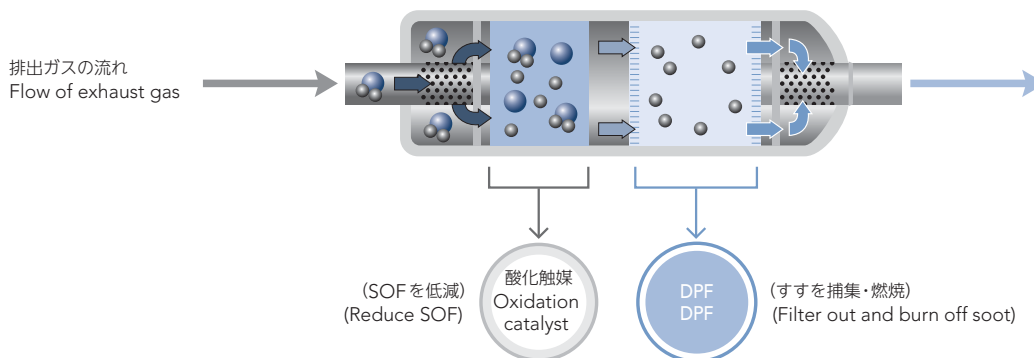 排出ガスの流れ
Flow of exhaust gas
(SOFを低減)
(Reduce SOF)
酸化触媒
Oxidation
catalyst
DPF
DPF
(すすを捕集・燃焼)
(Filter out and burn off soot)